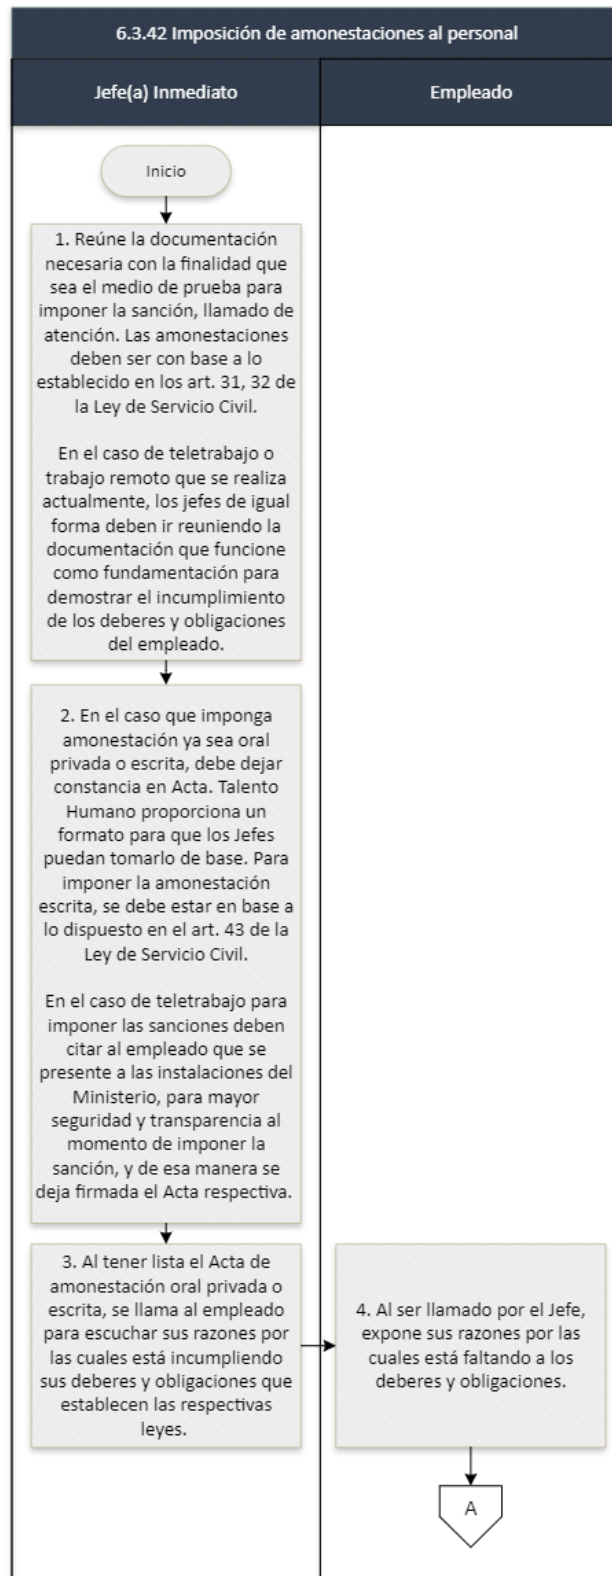 6.3.42 Imposición de amonestaciones al personal
Jefe(a) Inmediato
Empleado
Inicio
1. Reúne la documentación
necesaria con la finalidad que
sea el medio de prueba para
imponer la sanción, llamado de
atención. Las amonestaciones
deben ser con base a lo
establecido en los art. 31, 32 de
la Ley de Servicio Civil.
En el caso de teletrabajo o
trabajo remoto que se realiza
actualmente, los jefes de igual
forma deben ir reuniendo la
documentación que funcione
como fundamentación para
demostrar el incumplimiento
de los deberes y obligaciones
del empleado.
2. En el caso que imponga
amonestación ya sea oral
privada o escrita, debe dejar
constancia en Acta. Talento
Humano proporciona un
formato para que los Jefes
puedan tomarlo de base. Para
imponer la amonestación
escrita, se debe estar en base a
lo dispuesto en el art. 43 de la
Ley de Servicio Civil.
En el caso de teletrabajo para
imponer las sanciones deben
citar al empleado que se
presente a las instalaciones del
Ministerio, para mayor
seguridad y transparencia al
momento de imponer la
sanción, y de esa manera se
deja firmada el Acta respectiva.
3. Al tener lista el Acta de
amonestación oral privada o
escrita, se llama al empleado
para escuchar sus razones por
las cuales está incumpliendo
sus deberes y obligaciones que
establecen las respectivas
leyes.
4. Al ser llamado por el Jefe,
expone sus razones por las
cuales está faltando a los
deberes y obligaciones.
A